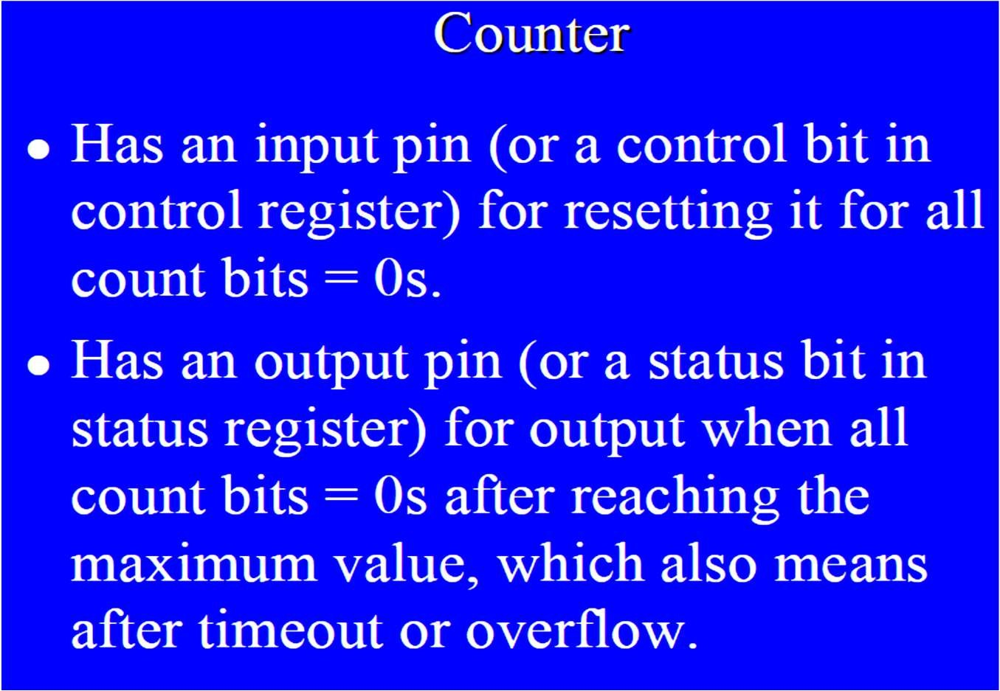 Counter
• Has an input pin (or a control bit in
control register) for resetting it for all
count bits = 0s.
• Has an output pin (or a status bit in
status register) for output when all
count bits = 0s after reaching the
maximum value, which also means
after timeout or overflow.